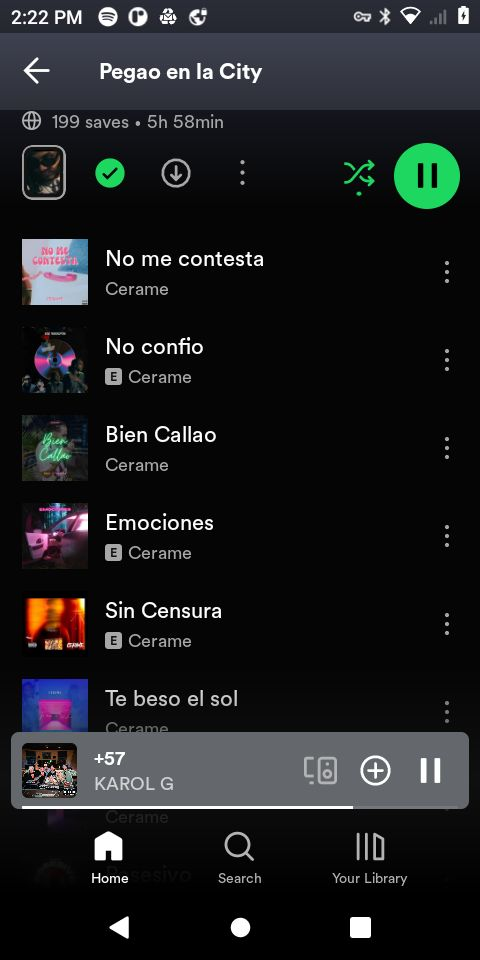 2:22 PM
Pegao en la City
199 saves • 5h 58min
NO ME CONTESTA
No me contesta
Cerame
No confio
E Cerame
Bien Callao
Bien Callao
Cerame
EMOCIONES
Emociones
E Cerame
Sin Censura
E Cerame
Te beso el sol
Cerame
+57
KAROL G
Cerame
Home
Search
Your Library